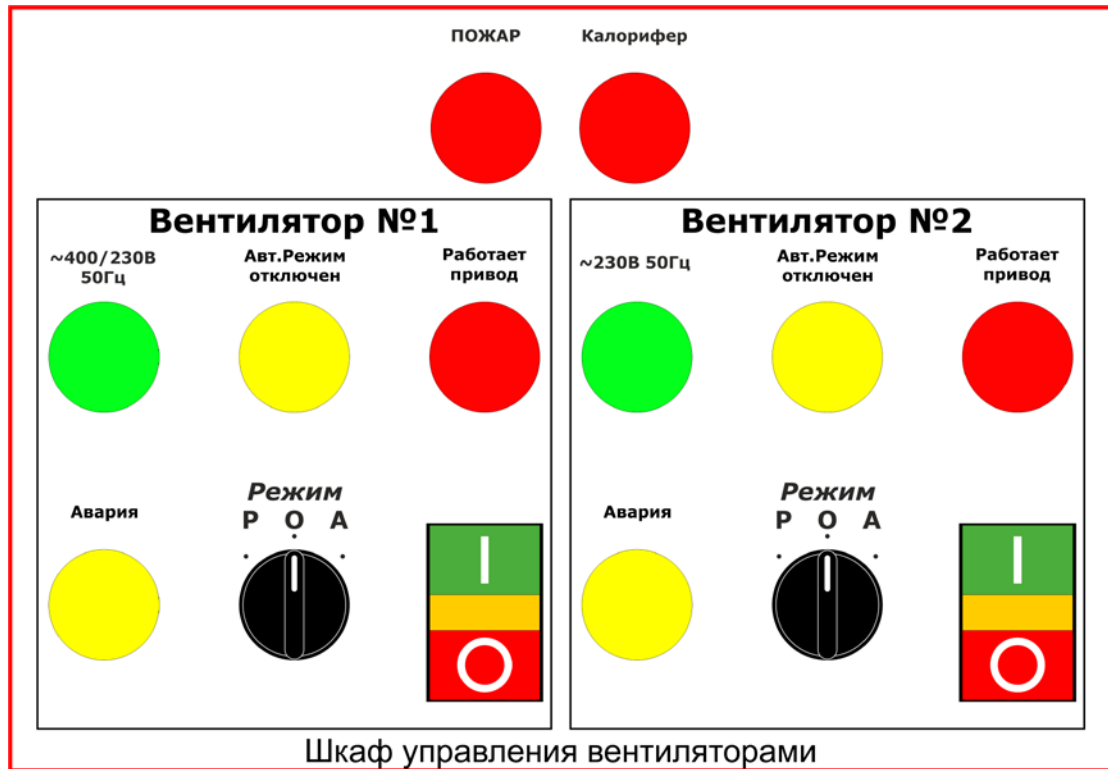 ПОЖАР
Калорифер
Вентилятор №1
~400/230В
50Гц
Авт.Режим
отключен
Работает
привод
Авария
Режим
Р О А
Вентилятор №2
~230В 50Гц
Авт.Режим
отключен
Работает
привод
Авария
Режим
Р О А
Шкаф управления вентиляторами